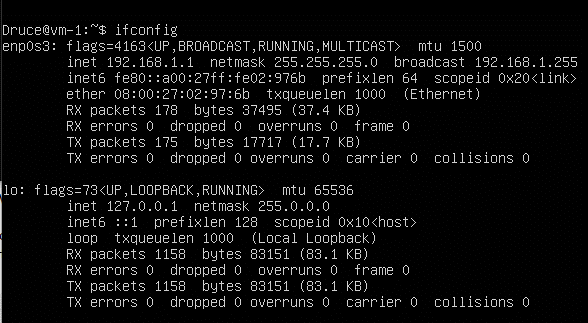 Druce@vm-1:~$ ifconfig
enp0s3: flags=4163<UP,BROADCAST,RUNNING,MULTICAST>  mtu 1500
        inet 192.168.1.1  netmask 255.255.255.0  broadcast 192.168.1.255
        inet6 fe80::a00:27ff:fe02:976b  prefixlen 64  scopeid 0x20<link>
        ether 08:00:27:02:97:6b  txqueuelen 1000  (Ethernet)
        RX packets 178  bytes 37495 (37.4 KB)
        RX errors 0  dropped 0  overruns 0  frame 0
        TX packets 175  bytes 17717 (17.7 KB)
        TX errors 0  dropped 0 overruns 0  carrier 0  collisions 0
lo: flags=73<UP,LOOPBACK,RUNNING>  mtu 65536
        inet 127.0.0.1  netmask 255.0.0.0
        inet6 ::1  prefixlen 128  scopeid 0x10<host>
        loop  txqueuelen 1000  (Local Loopback)
        RX packets 1158  bytes 83151 (83.1 KB)
        RX errors 0  dropped 0  overruns 0  frame 0
        TX packets 1158  bytes 83151 (83.1 KB)
        TX errors 0  dropped 0 overruns 0  carrier 0  collisions 0